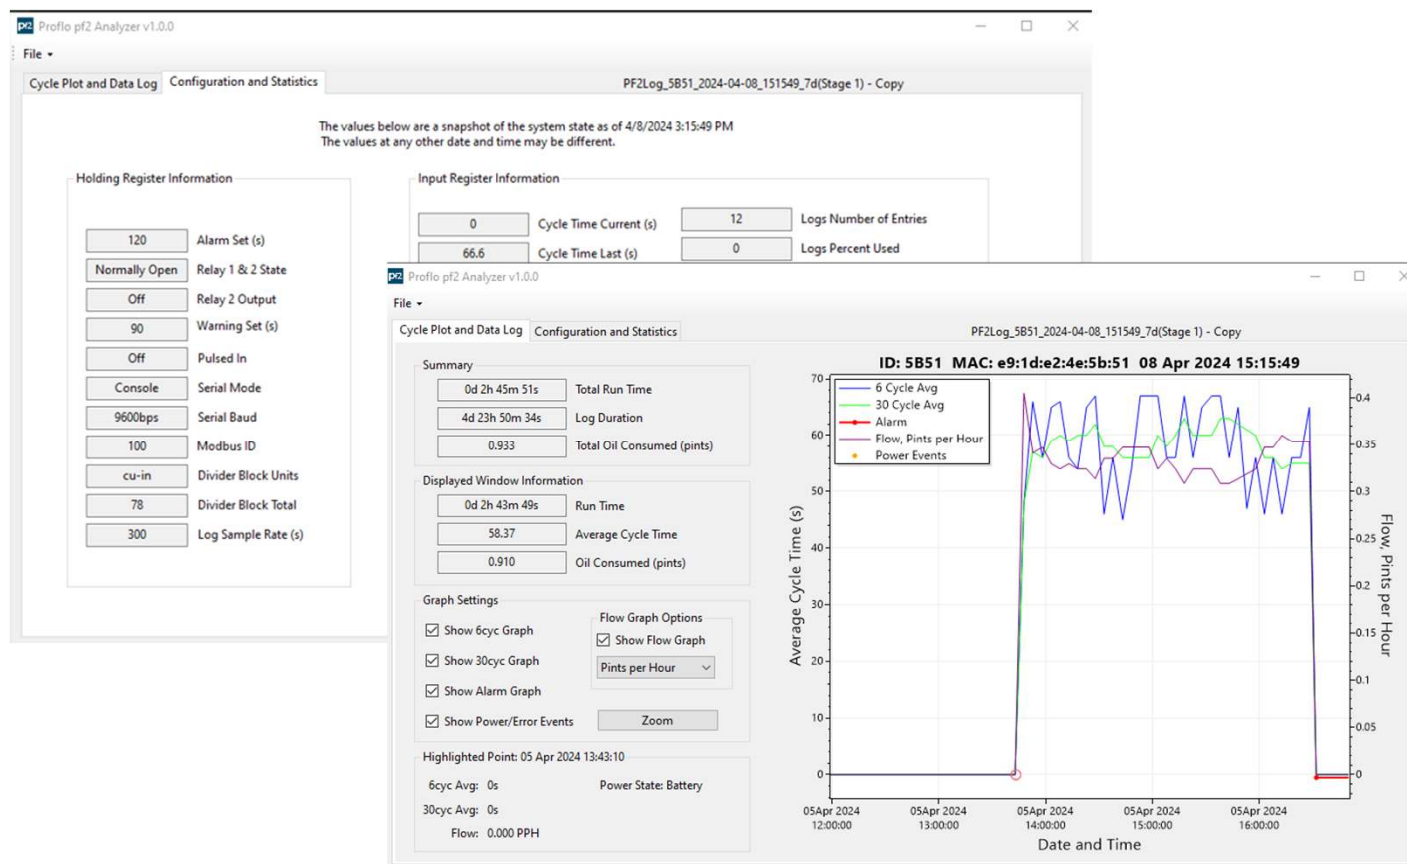 pf2 Proflo pf2 Analyzer v1.0.0
File
Cycle Plot and Data Log Configuration and Statistics PF2Log_5B51_2024-04-08_151549_7d(Stage 1) - Copy
The values below are a snapshot of the system state as of 4/8/2024 3:15:49 PM
The values at any other date and time may be different.
Holding Register Information
120 Alarm Set (s)
Normally Open Relay 1 & 2 State
Off Relay 2 Output
90 Warning Set (s)
Off Pulsed In
Console Serial Mode
9600bps Serial Baud
100 Modbus ID
cu-in Divider Block Units
78 Divider Block Total
300 Log Sample Rate (s)
Input Register Information
0 Cycle Time Current (s) 12 Logs Number of Entries
66.6 Cycle Time Last (s) 0 Logs Percent Used
pf2 Proflo pf2 Analyzer v1.0.0
File
Cycle Plot and Data Log Configuration and Statistics PF2Log_5B51_2024-04-08_151549_7d(Stage 1) - Copy
Summary
0d 2h 45m 51s Total Run Time
4d 23h 50m 34s Log Duration
0.933 Total Oil Consumed (pints)
Displayed Window Information
0d 2h 43m 49s Run Time
58.37 Average Cycle Time
0.910 Oil Consumed (pints)
Graph Settings
Show 6cyc Graph
Show 30cyc Graph
Show Alarm Graph
Show Power/Error Events
Flow Graph Options
Show Flow Graph
Pints per Hour
Zoom
Highlighted Point: 05 Apr 2024 13:43:10
6cyc Avg: 0s Power State: Battery
30cyc Avg: 0s
Flow: 0.000 PPH
ID: 5B51 MAC: e9:1d:e2:4e:5b:51 08 Apr 2024 15:15:49
6 Cycle Avg
30 Cycle Avg
Alarm
Flow, Pints per Hour
Power Events
Average Cycle Time (s)
70
60
50
40
30
20
10
0
0.4
0.35
0.3
0.25
0.2
0.15
0.1
0.05
0
Flow, Pints per Hour
05Apr 2024 05Apr 2024 05Apr 2024 05Apr 2024 05Apr 2024
12:00:00 13:00:00 14:00:00 15:00:00 16:00:00
Date and Time